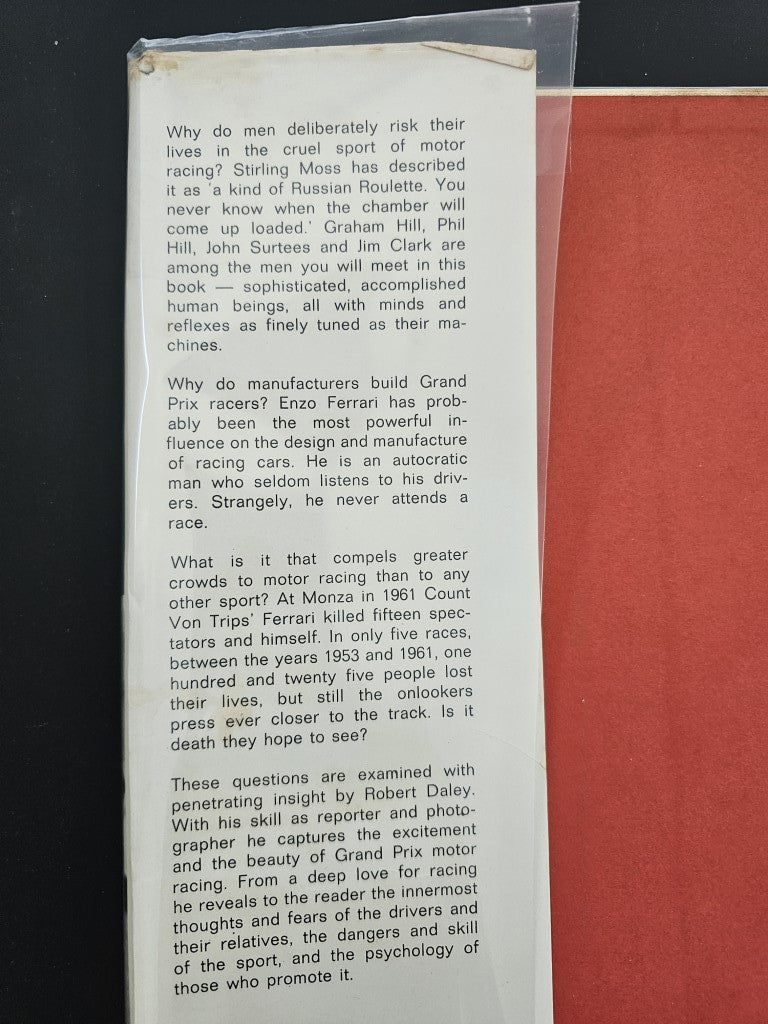 Why do men deliberately risk their
lives in the cruel sport of motor
racing? Stirling Moss has described
it as 'a kind of Russian Roulette. You
never know when the chamber will
come up loaded.' Graham Hill, Phil
Hill, John Surtees and Jim Clark are
among the men you will meet in this
book — sophisticated, accomplished
human beings, all with minds and
reflexes as finely tuned as their ma-
chines.
Why do manufacturers build Grand
Prix racers? Enzo Ferrari has prob-
ably been the most powerful in-
fluence on the design and manufacture
of racing cars. He is an autocratic
man who seldom listens to his driv-
ers. Strangely, he never attends a
race.
What is it that compels greater
crowds to motor racing than to any
other sport? At Monza in 1961 Count
Von Trips' Ferrari killed fifteen spec-
tators and himself. In only five races,
between the years 1953 and 1961, one
hundred and twenty five people lost
their lives, but still the onlookers
press ever closer to the track. Is it
death they hope to see?
These questions are examined with
penetrating insight by Robert Daley.
With his skill as reporter and photo-
grapher he captures the excitement
and the beauty of Grand Prix motor
racing. From a deep love for racing
he reveals to the reader the innermost
thoughts and fears of the drivers and
their relatives, the dangers and skill
of the sport, and the psychology of
those who promote it.